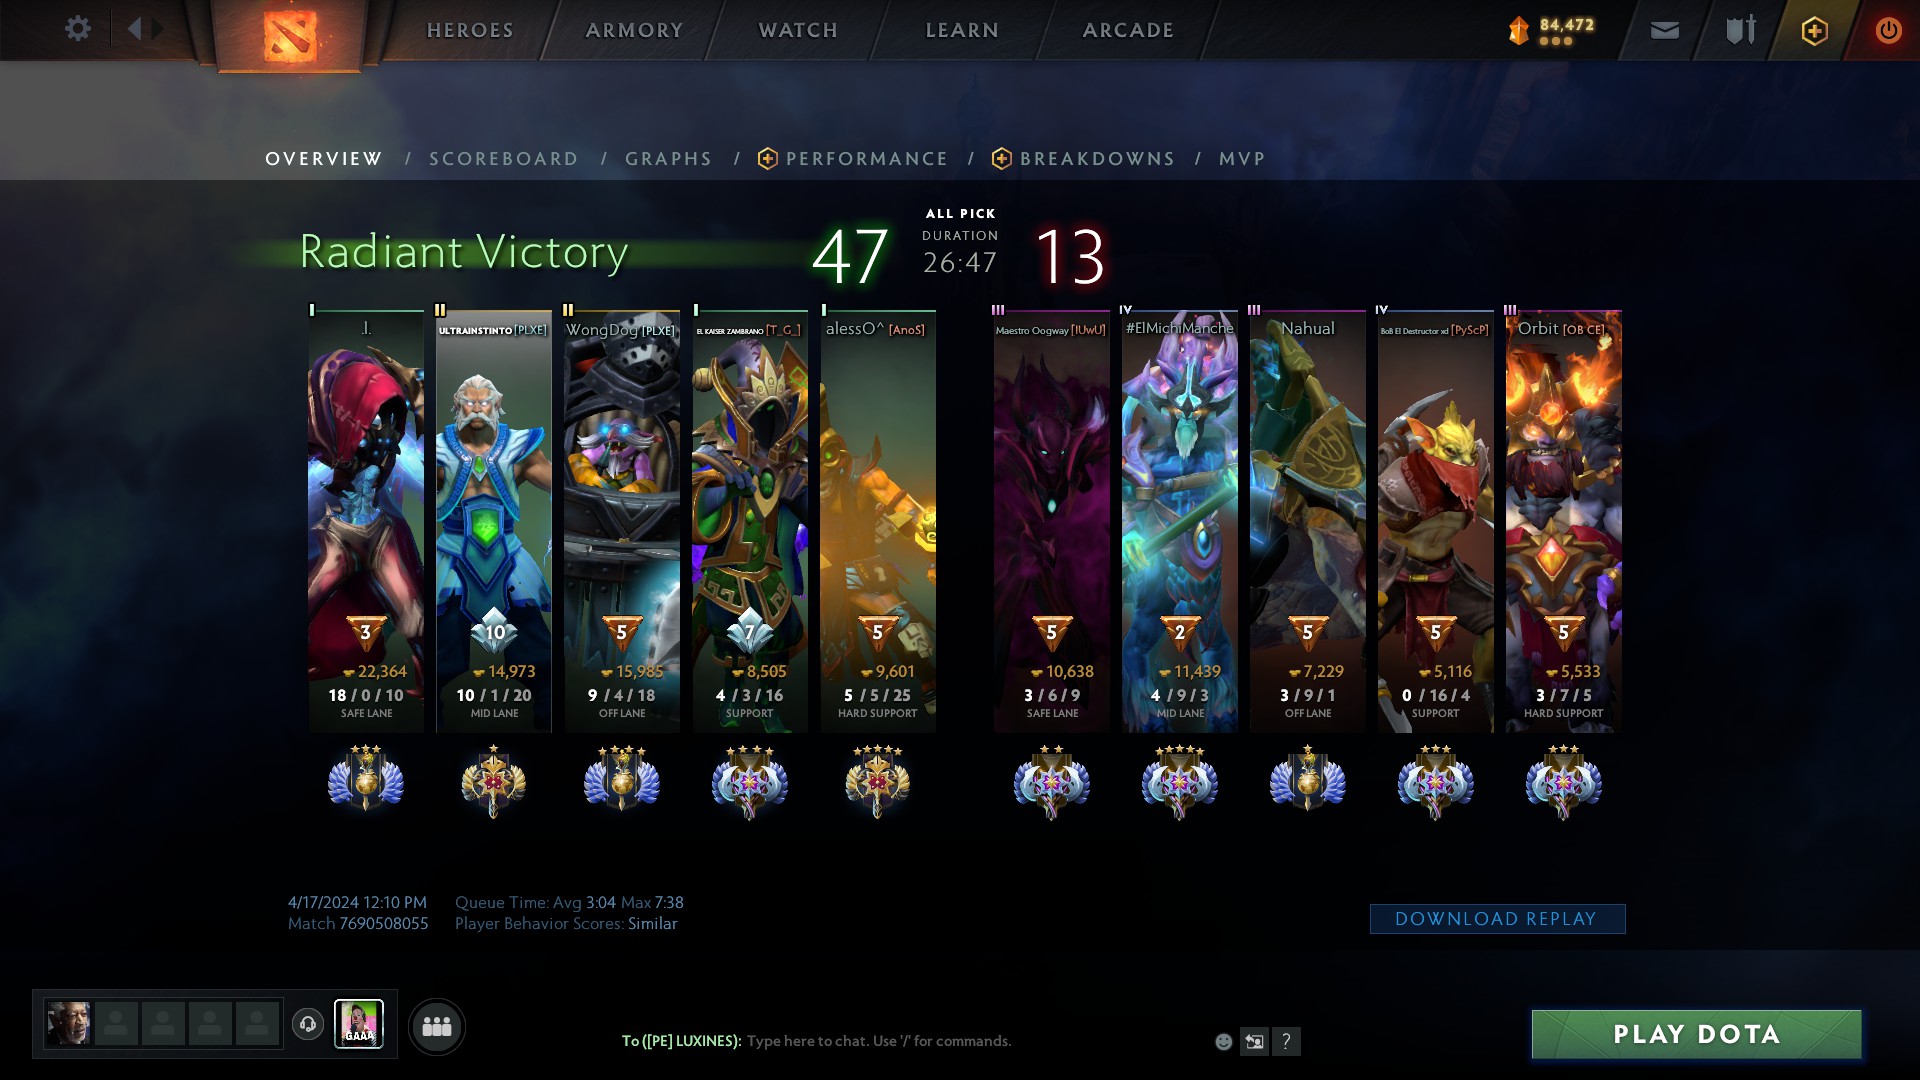 HEROES
ARMORY
WATCH
LEARN
ARCADE
84,472
OVERVIEW / SCOREBOARD / GRAPHS / PERFORMANCE / BREAKDOWNS / MVP
Radiant Victory
47
ALL PICK
DURATION
26:47
13
I
II
II
I
I
III
IV
III
IV
III
.l.
ULTRAINSTINTO [PLXE]
WongDog [PLXE]
EL KAISER ZAMBRANO [T_G_]
alessO^ [AnoS]
Maestro Oogway [IUwU]
#ElMichiManche
Nahual
BoB El Destructor xd [PyScP]
Orbit [OB CE]
3
10
5
7
5
5
2
5
5
5
22,364
14,973
15,985
8,505
9,601
10,638
11,439
7,229
5,116
5,533
18 / 0 / 10
10 / 1 / 20
9 / 4 / 18
4 / 3 / 16
5 / 5 / 25
3 / 6 / 9
4 / 9 / 3
3 / 9 / 1
0 / 16 / 4
3 / 7 / 5
SAFE LANE
MID LANE
OFF LANE
SUPPORT
HARD SUPPORT
SAFE LANE
MID LANE
OFF LANE
SUPPORT
HARD SUPPORT
4/17/2024 12:10 PM
Queue Time: Avg 3:04 Max 7:38
Match 7690508055
Player Behavior Scores: Similar
DOWNLOAD REPLAY
GAAA
To ([PE] LUXINES): Type here to chat. Use '/' for commands.
?
PLAY DOTA